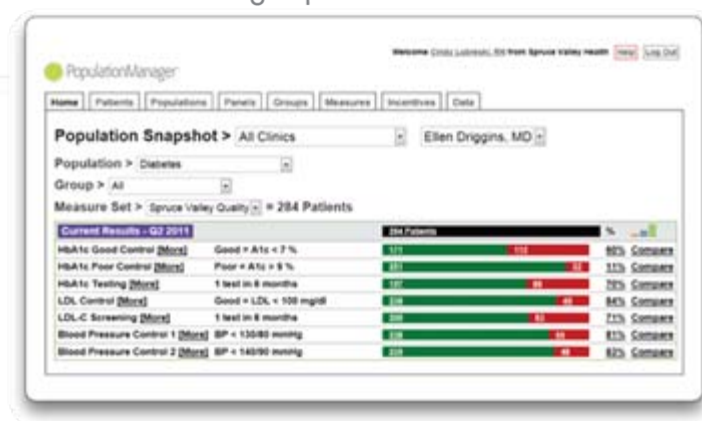 Welcome Cindy Lubinski, RN from Spruce Valley Health Help Log Out
PopulationManager
Home Patients Populations Panels Groups Measures Incentives Data
Population Snapshot > All Clinics Ellen Driggins, MD
Population > Diabetes
Group > All
Measure Set > Spruce Valley Quality = 284 Patients
Current Results - Q2 2011 284 Patients %
HbA1c Good Control [More] Good = A1c < 7 % 171 113 60% Compare
HbA1c Poor Control [More] Poor = A1c > 9 % 32 11% Compare
HbA1c Testing [More] 1 test in 6 months 197 70% Compare
LDL Control [More] Good = LDL < 100 mg/dl 84% Compare
LDL-C Screening [More] 1 test in 6 months 71% Compare
Blood Pressure Control 1 [More] BP < 130/80 mmHg 81% Compare
Blood Pressure Control 2 [More] BP < 140/90 mmHg 83% Compare